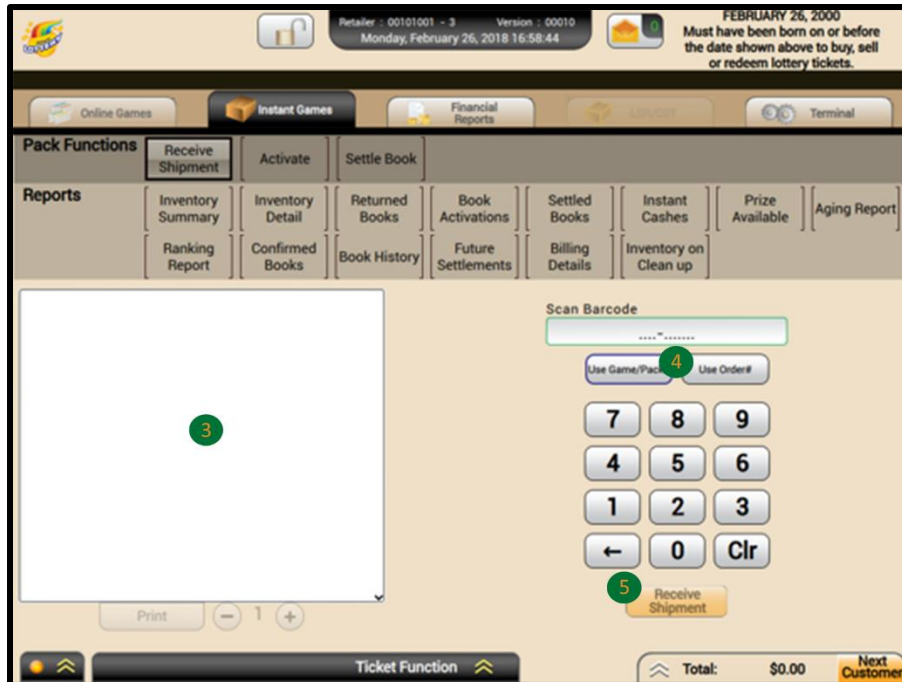 LOTTERY
Retailer : 00101001 - 3 Version : 00010
Monday, February 26, 2018 16:58:44
0
FEBRUARY 26, 2000
Must have been born on or before
the date shown above to buy, sell
or redeem lottery tickets.
Online Games
Instant Games
Financial
Reports
Terminal
Pack Functions
Receive
Shipment
Activate
Settle Book
Reports
Inventory
Summary
Inventory
Detail
Returned
Books
Book
Activations
Settled
Books
Instant
Cashes
Prize
Available
Aging Report
Ranking
Report
Confirmed
Books
Book History
Future
Settlements
Billing
Details
Inventory on
Clean up
Scan Barcode
....-.......
Use Game/Pack
4
Use Order#
3
7 8 9
4 5 6
1 2 3
← 0 Clr
5
Receive
Shipment
Print - 1 +
Ticket Function
Total: $0.00
Next
Customer